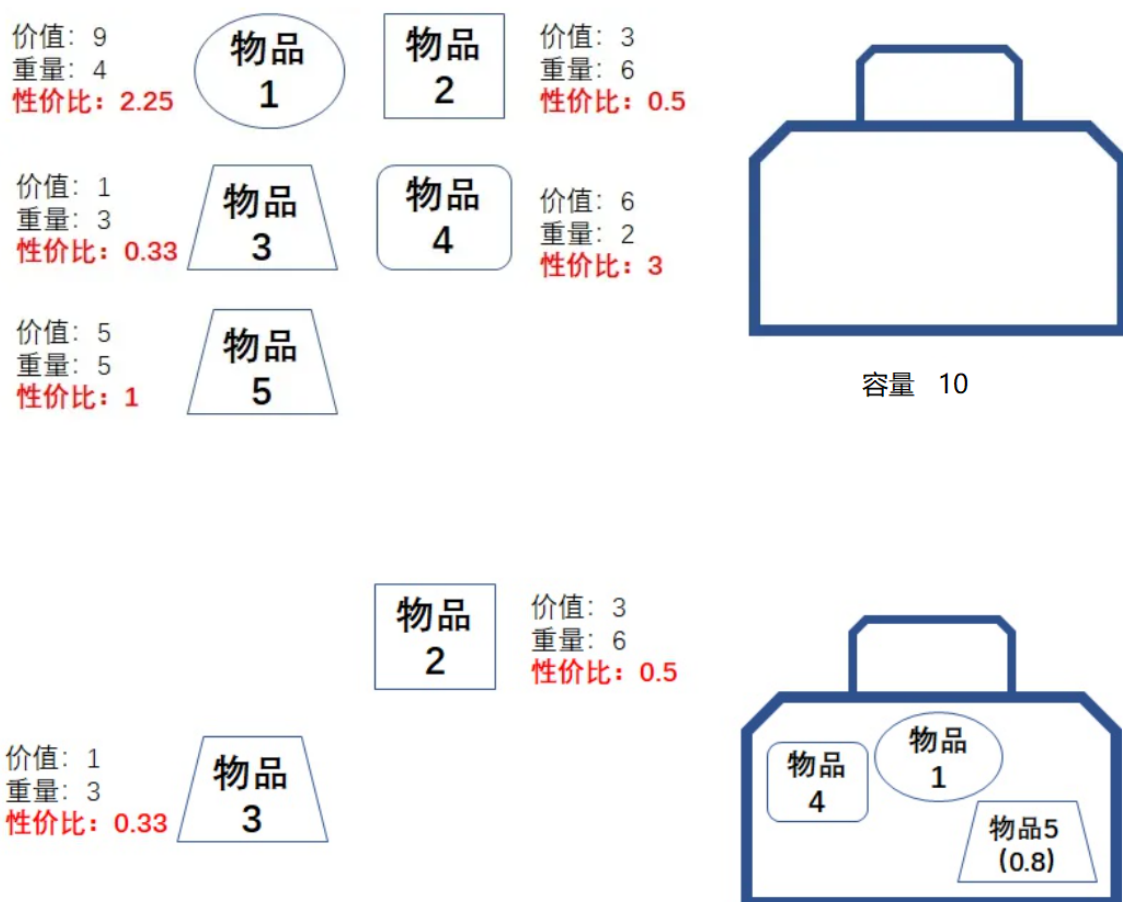 价值：9
重量：4
性价比：2.25
物品
1
物品
2
价值：3
重量：6
性价比：0.5
价值：1
重量：3
性价比：0.33
物品
3
物品
4
价值：6
重量：2
性价比：3
价值：5
重量：5
性价比：1
物品
5
容量 10
物品
2
价值：3
重量：6
性价比：0.5
价值：1
重量：3
性价比：0.33
物品
3
物品
4
物品
1
物品5
(0.8)